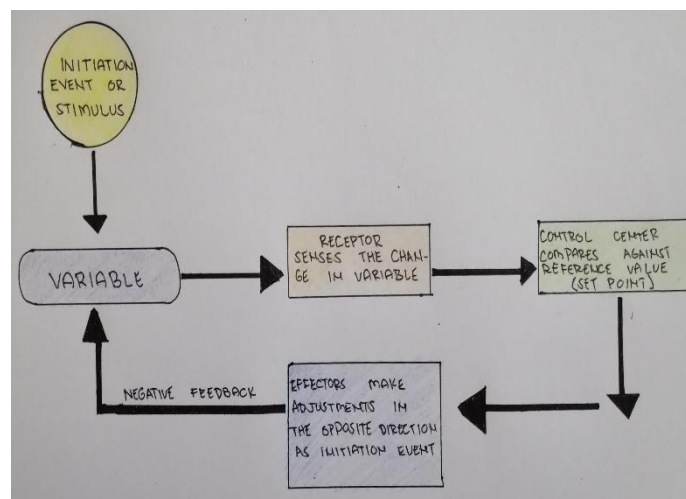 INITIATION
EVENT OR
STIMULUS
VARIABLE
RECEPTOR
SENSES THE CHAN-
GE IN VARIABLE
CONTROL CENTER
COMPARES AGAINST
REFERENCE VALUE
(SET POINT)
EFFECTORS MAKE
ADJUSTMENTS IN
THE OPPOSITE DIRECTION
AS INITIATION EVENT
NEGATIVE FEEDBACK